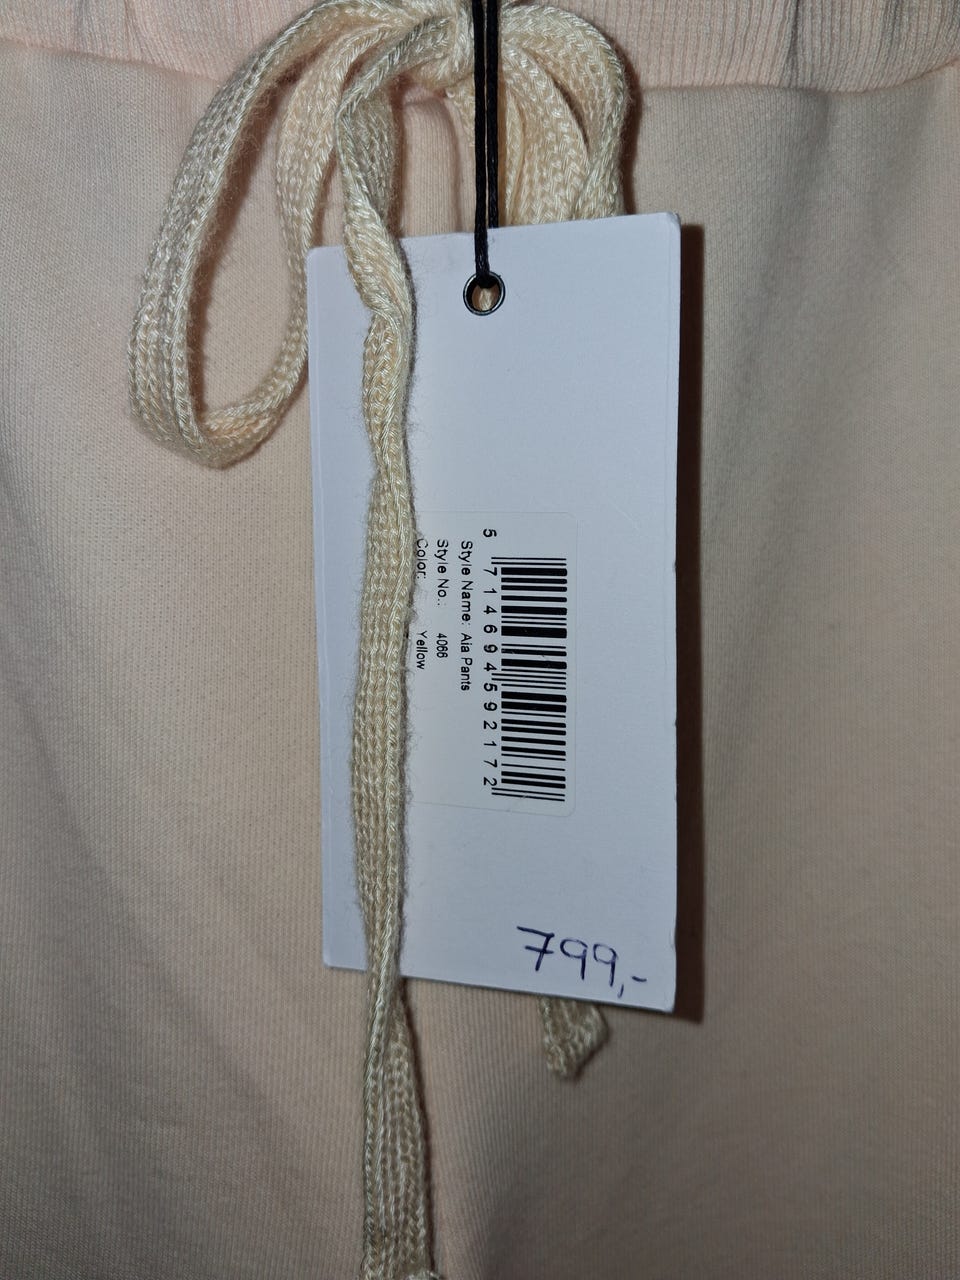 5 714694 592172
Style Name: Aia Pants
Style No.: 4066
Color: Yellow
799,-